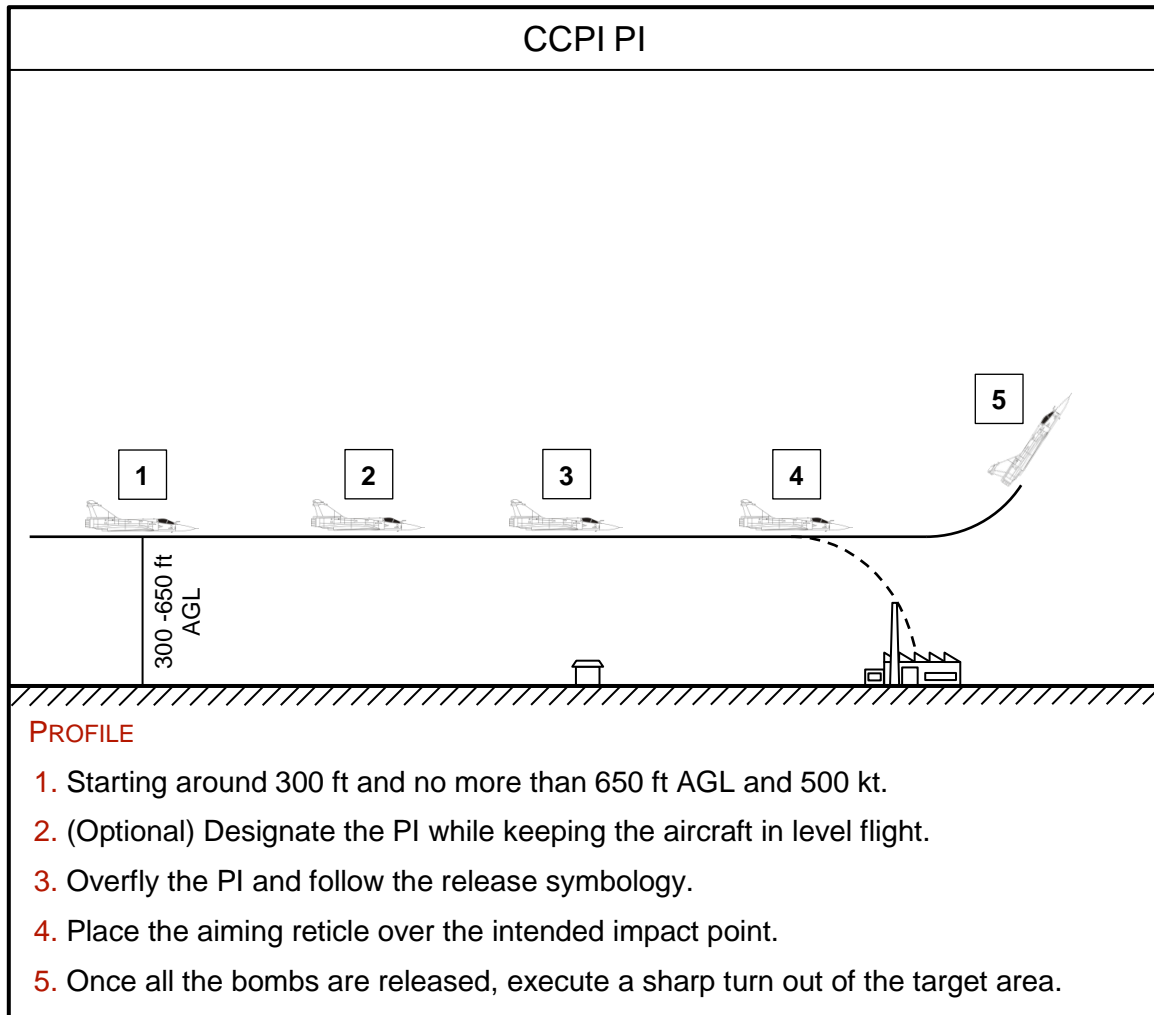 CCPI PI
5
1
2
3
4
300 -650 ft
AGL
PROFILE
1. Starting around 300 ft and no more than 650 ft AGL and 500 kt.
2. (Optional) Designate the PI while keeping the aircraft in level flight.
3. Overfly the PI and follow the release symbology.
4. Place the aiming reticle over the intended impact point.
5. Once all the bombs are released, execute a sharp turn out of the target area.